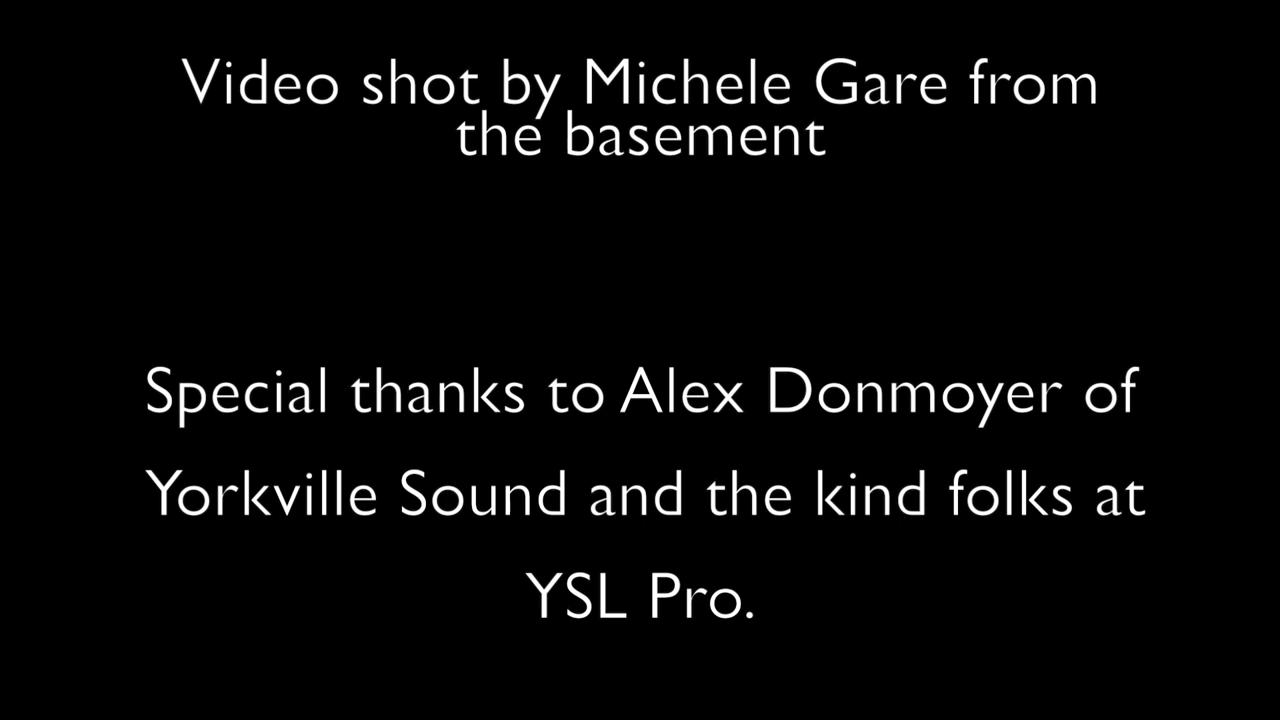 Video shot by Michele Gare from
the basement
Special thanks to Alex Donmoyer of
Yorkville Sound and the kind folks at
YSL Pro.